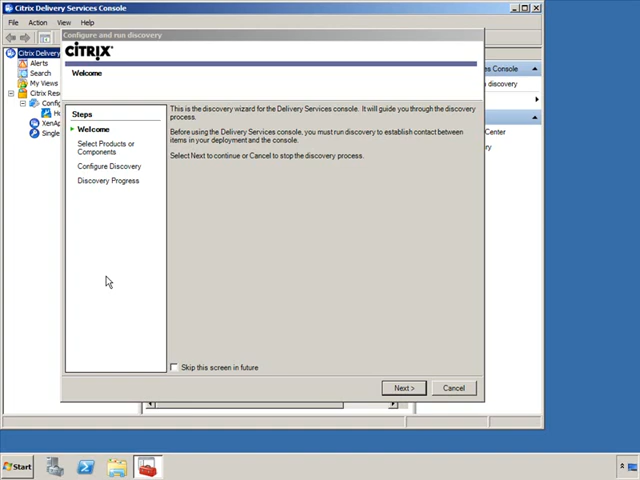 Citrix Delivery Services Console
File Action View Help
Configure and run discovery
CITRIX
Welcome
Citrix Delivery
Alerts
Search
My Views
Citrix Res
Config
XenAp
Single
Steps
Welcome
Select Products or
Components
Configure Discovery
Discovery Progress
This is the discovery wizard for the Delivery Services console. It will guide you through the discovery
process.
Before using the Delivery Services console, you must run discovery to establish contact between
items in your deployment and the console.
Select Next to continue or Cancel to stop the discovery process.
Skip this screen in future
Next >
Cancel
es Console
n discovery
Center
ry
Start